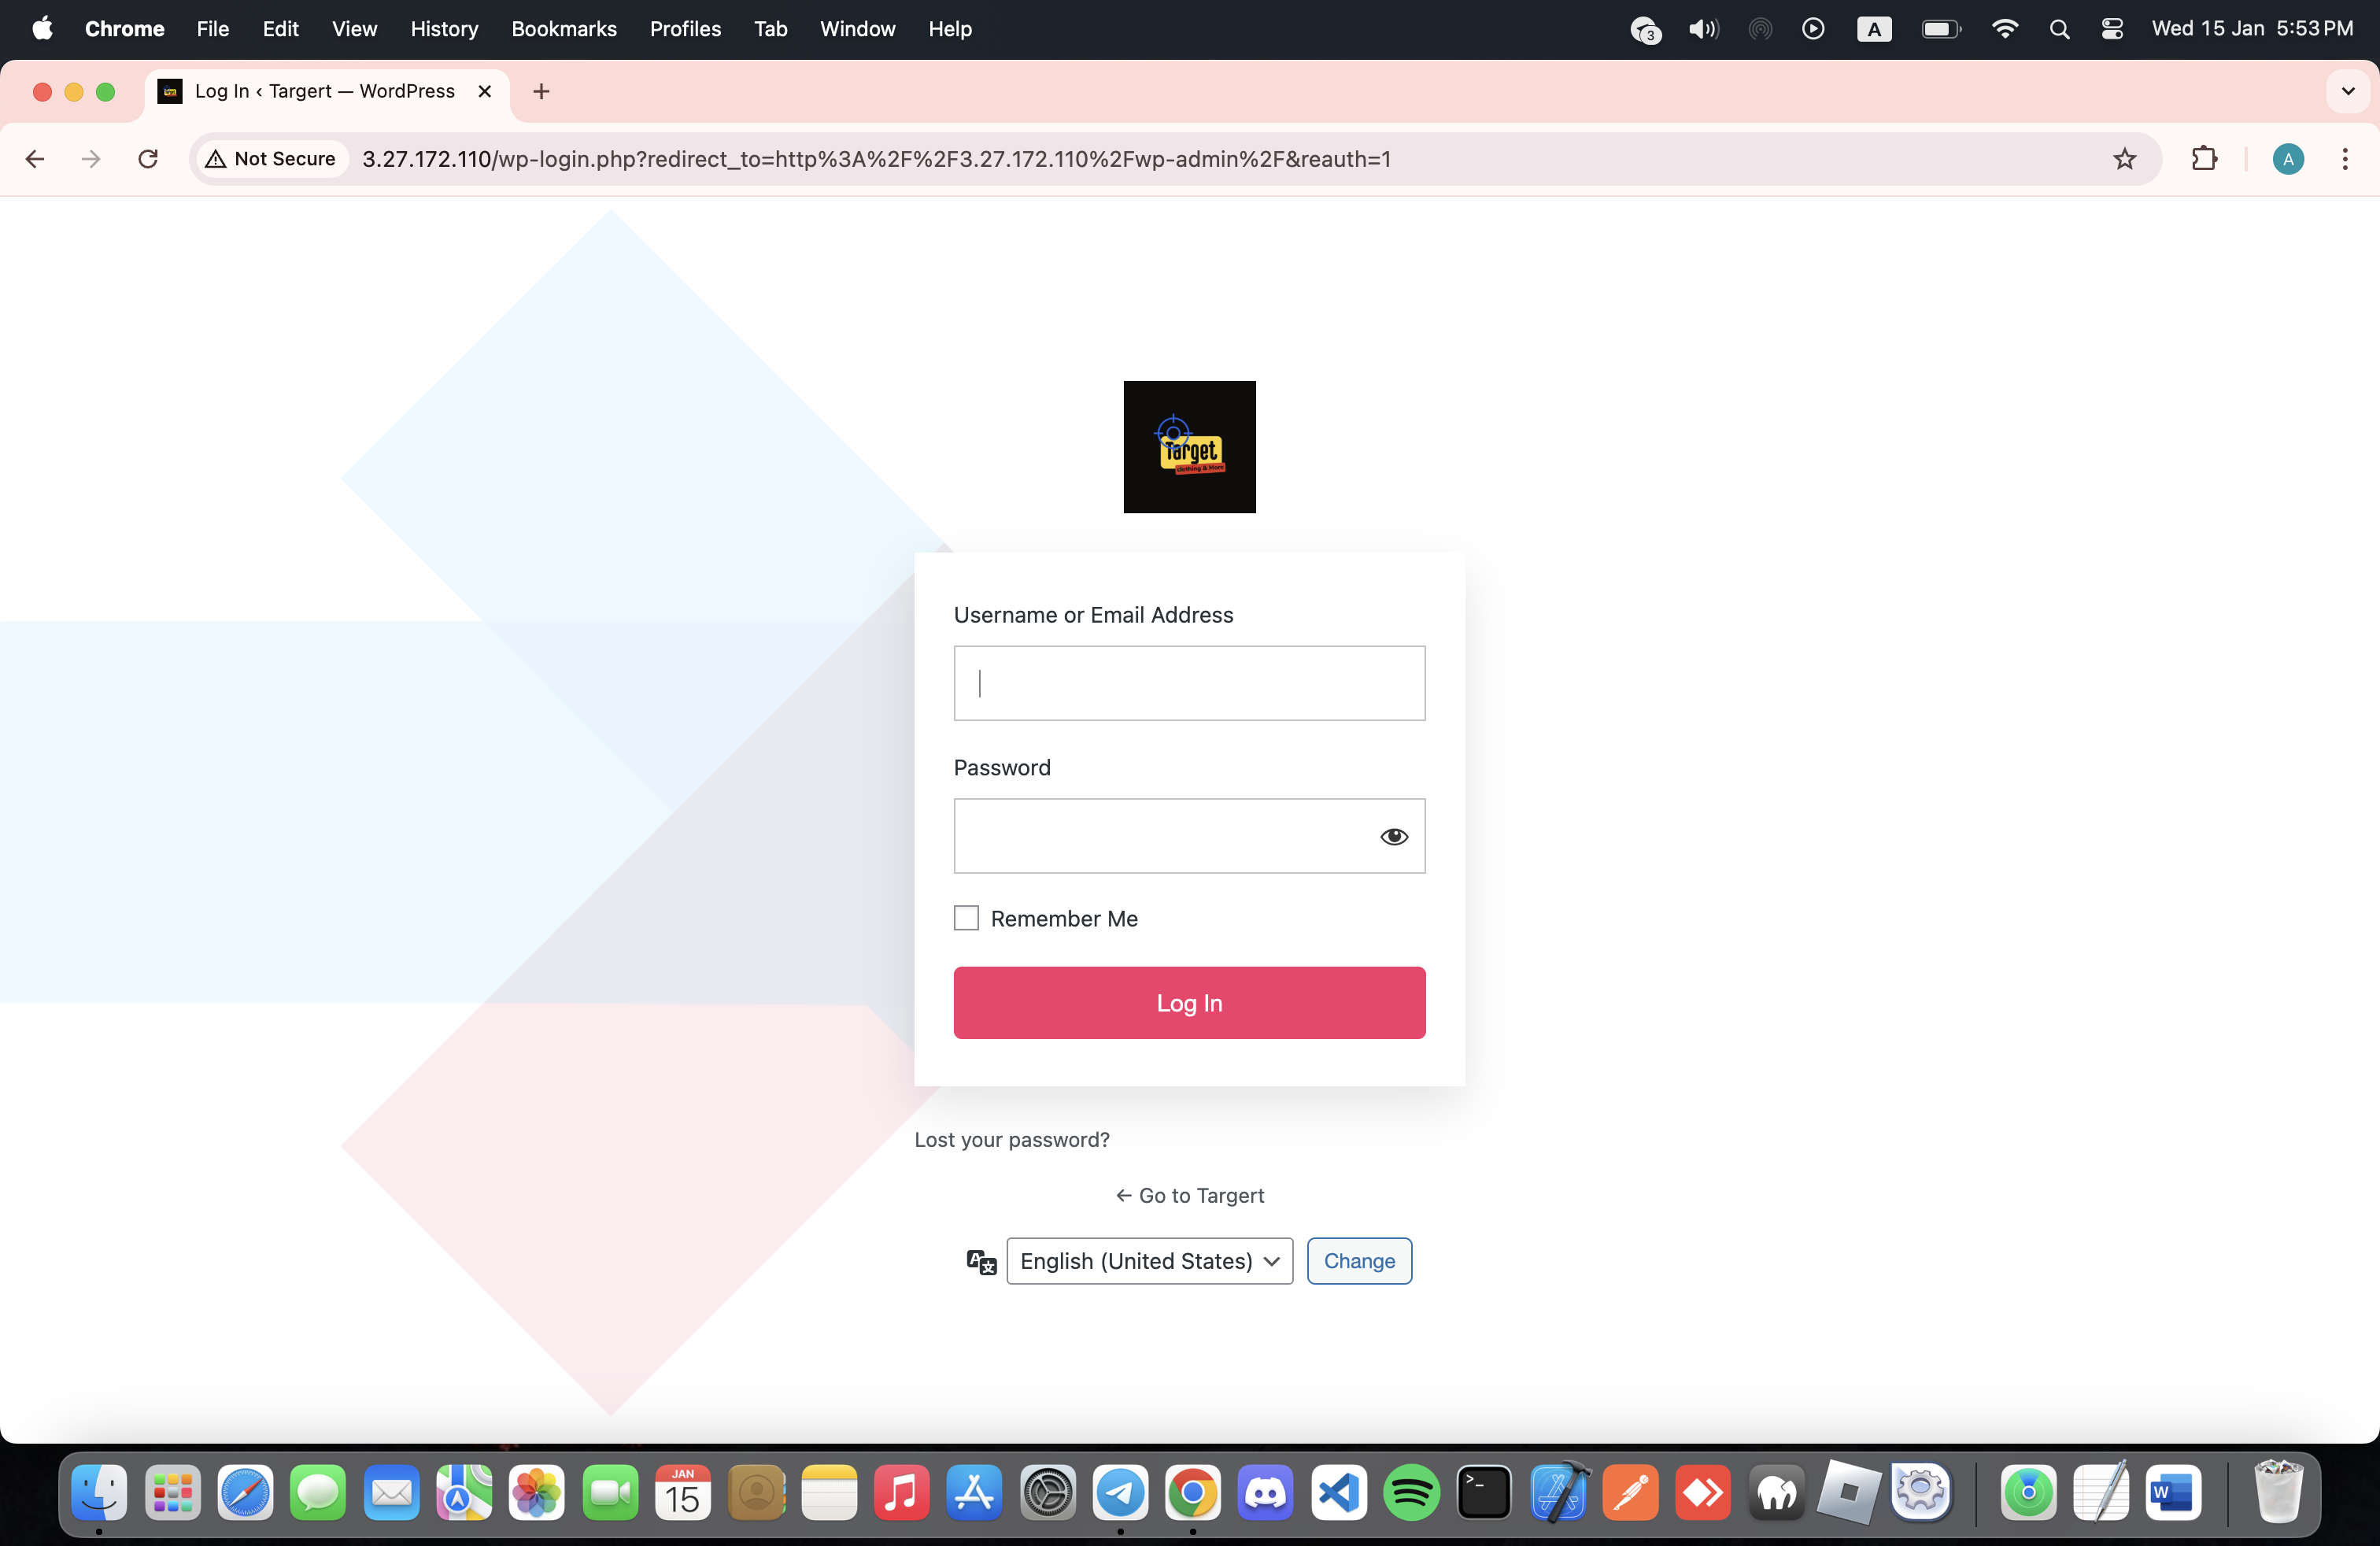 Chrome File Edit View History Bookmarks Profiles Tab Window Help 3 A Wed 15 Jan 5:53 PM
Log In ‹ Targert — WordPress
Not Secure 3.27.172.110/wp-login.php?redirect_to=http%3A%2F%2F3.27.172.110%2Fwp-admin%2F&reauth=1 A
Target
clothing & More
Username or Email Address
Password
Remember Me
Log In
Lost your password?
← Go to Targert
English (United States) Change
JAN
15
W